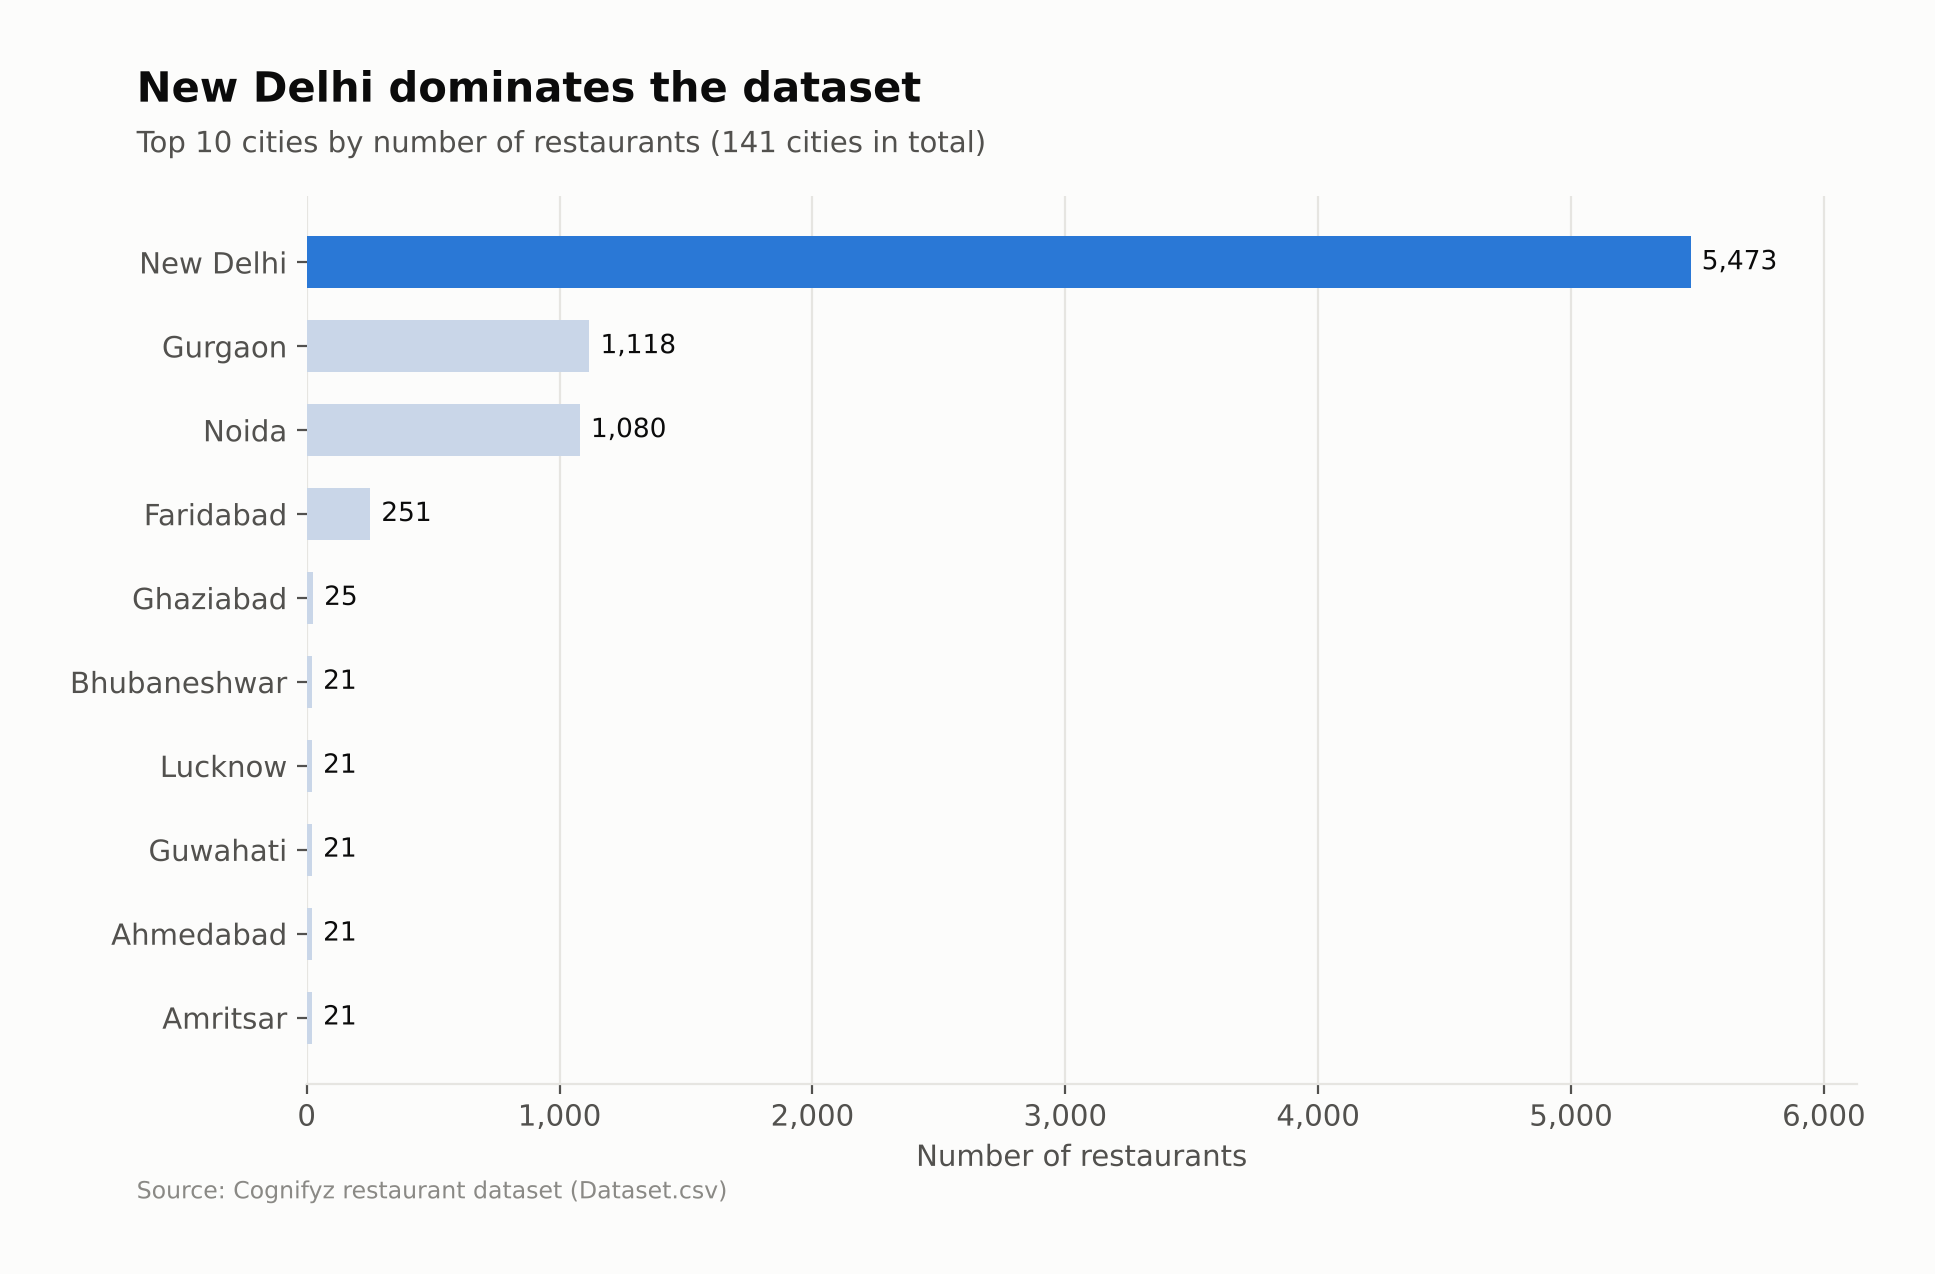 New Delhi dominates the dataset
Top 10 cities by number of restaurants (141 cities in total)
New Delhi 5,473
Gurgaon 1,118
Noida 1,080
Faridabad 251
Ghaziabad 25
Bhubaneshwar 21
Lucknow 21
Guwahati 21
Ahmedabad 21
Amritsar 21
0 1,000 2,000 3,000 4,000 5,000 6,000
Number of restaurants
Source: Cognifyz restaurant dataset (Dataset.csv)